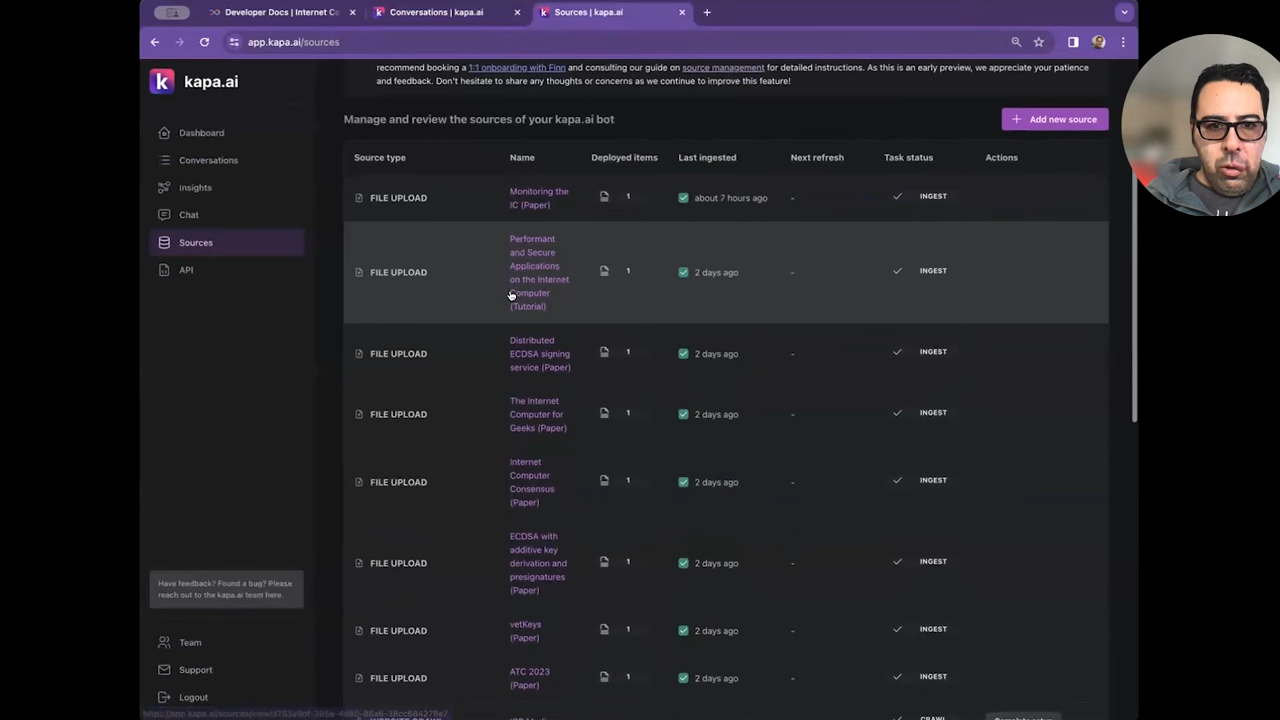 Developer Docs | Internet Co
Conversations | kapa.ai
Sources | kapa.ai
app.kapa.ai/sources
kapa.ai
recommend booking a 1:1 onboarding with Finn and consulting our guide on source management for detailed instructions. As this is an early preview, we appreciate your
patience and feedback. Don't hesitate to share any thoughts or concerns as we continue to improve this feature!
Manage and review the sources of your kapa.ai bot
+ Add new source
Dashboard
Conversations
Insights
Chat
Sources
API
Source type Name Deployed items Last ingested Next refresh Task status Actions
FILE UPLOAD
Monitoring the
IC (Paper)
1 about 7 hours ago - INGEST
FILE UPLOAD
Performant
and Secure
Applications
on the Internet
Computer
(Tutorial)
1 2 days ago - INGEST
FILE UPLOAD
Distributed
ECDSA signing
service (Paper)
1 2 days ago - INGEST
FILE UPLOAD
The Internet
Computer for
Geeks (Paper)
1 2 days ago - INGEST
FILE UPLOAD
Internet
Computer
Consensus
(Paper)
1 2 days ago - INGEST
FILE UPLOAD
ECDSA with
additive key
derivation and
presignatures
(Paper)
1 2 days ago - INGEST
FILE UPLOAD
vetKeys
(Paper)
1 2 days ago - INGEST
FILE UPLOAD
ATC 2023
(Paper)
1 2 days ago - INGEST
Have feedback? Found a bug? Please
reach out to the kapa.ai team here.
Team
Support
Logout